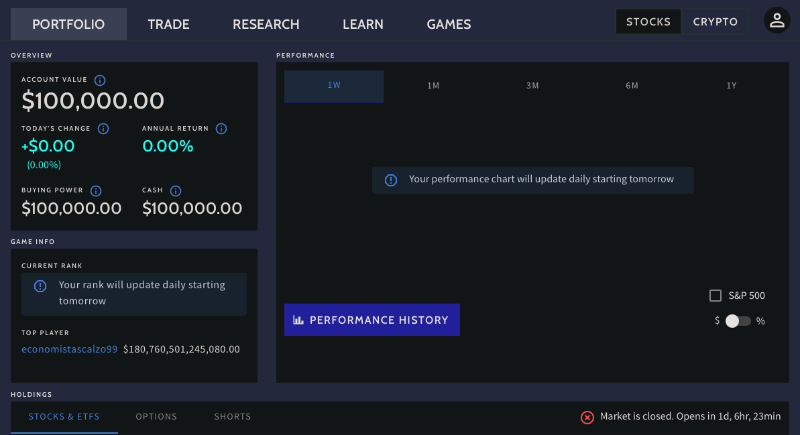 PORTFOLIO TRADE RESEARCH LEARN GAMES STOCKS CRYPTO
OVERVIEW
ACCOUNT VALUE
$100,000.00
TODAY'S CHANGE ANNUAL RETURN
+$0.00 0.00%
(0.00%)
BUYING POWER CASH
$100,000.00 $100,000.00
GAME INFO
CURRENT RANK
Your rank will update daily starting
tomorrow
TOP PLAYER
economistascalzo99 $180,760,501,245,080.00
PERFORMANCE
1W 1M 3M 6M 1Y
Your performance chart will update daily starting tomorrow
S&P 500
$ %
PERFORMANCE HISTORY
HOLDINGS
STOCKS & ETFS OPTIONS SHORTS
Market is closed. Opens in 1d, 6hr, 23min